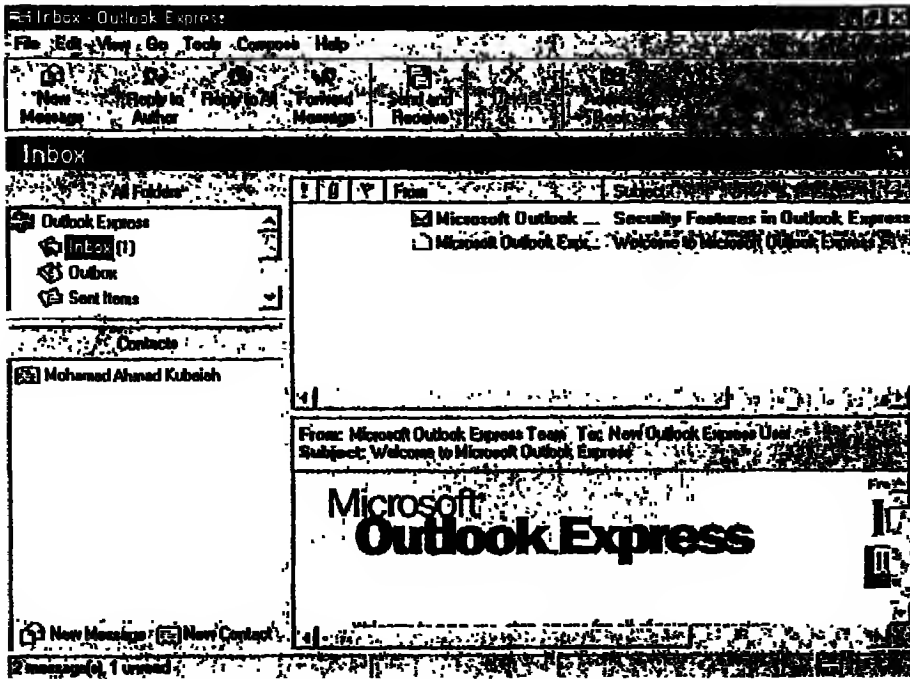 Inbox - Outlook Express
File Edit View Go Tools Compose Help
New Message
Reply to Author
Reply to All
Forward Message
Send and Receive
Book
Inbox
All Folders
! From Subject
Outlook Express
Inbox (1)
Outbox
Sent Items
Microsoft Outlook ... Security Features in Outlook Express
Microsoft Outlook Expr... Welcome to Microsoft Outlook Express
Contacts
Mohamad Ahmad Kubaiah
From: Microsoft Outlook Express Team To: New Outlook Express User
Subject: Welcome to Microsoft Outlook Express
Microsoft
Outlook Express
New Message New Contact
2 message(s), 1 unread